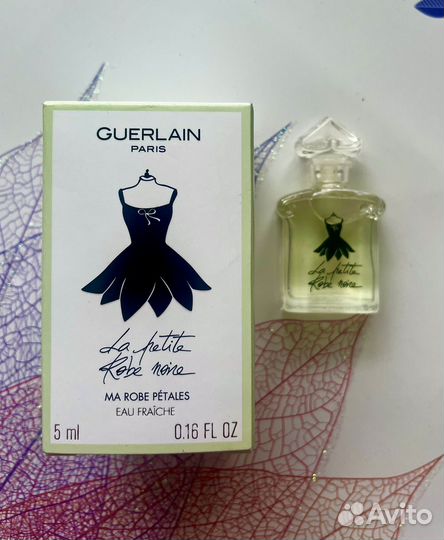 GUERLAIN
PARIS
La petite
Robe noire
MA ROBE PÉTALES
EAU FRAÎCHE
5 ml 0.16 FL OZ
La petite
Robe noire
Avito